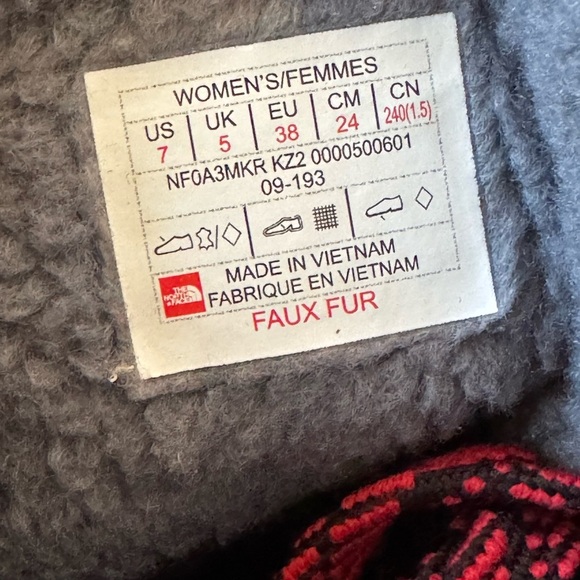 WOMEN'S/FEMMES
US UK EU CM CN
7 5 38 24 240(1.5)
NF0A3MKR KZ2 0000500601
09-193
MADE IN VIETNAM
FABRIQUE EN VIETNAM
THE NORTH FACE
FAUX FUR